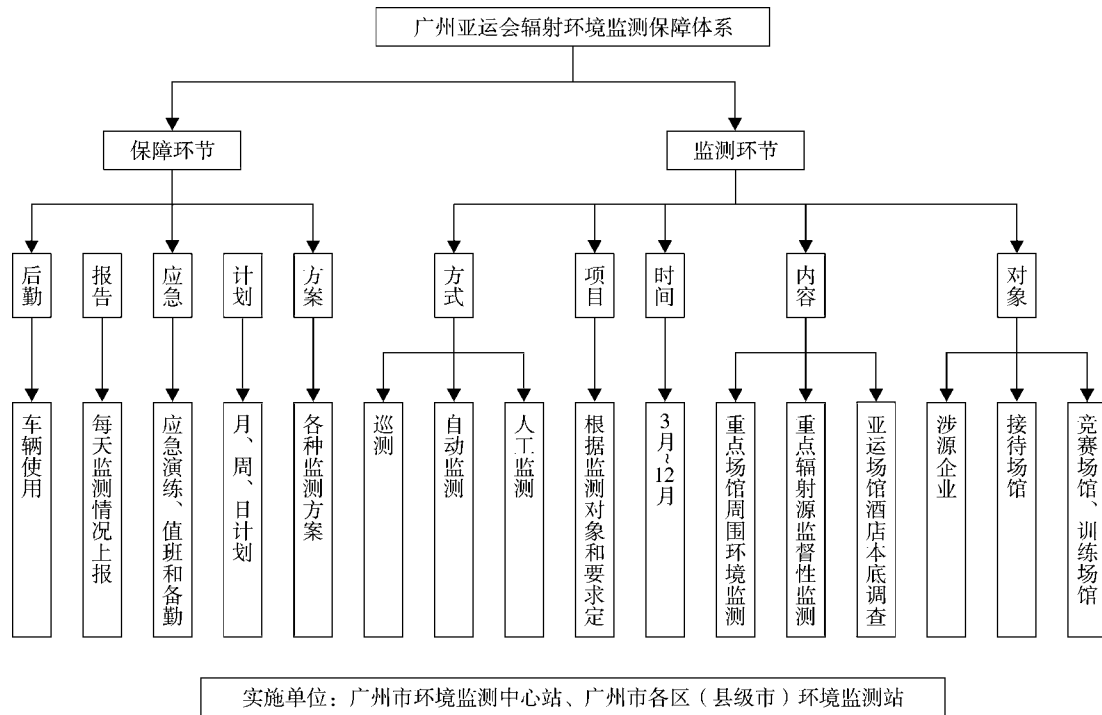 广州亚运会辐射环境监测保障体系
保障环节
监测环节
后勤
报告
应急
计划
方案
方式
项目
时间
内容
对象
车辆使用
每天监测情况上报
应急演练、值班和备勤
月、周、日计划
各种监测方案
巡测
自动监测
人工监测
根据监测对象和要求定
3月~12月
重点场馆周围环境监测
重点辐射源监督性监测
亚运场馆酒店本底调查
涉源企业
接待场馆
竞赛场馆、训练场馆
实施单位：广州市环境监测中心站、广州市各区（县级市）环境监测站